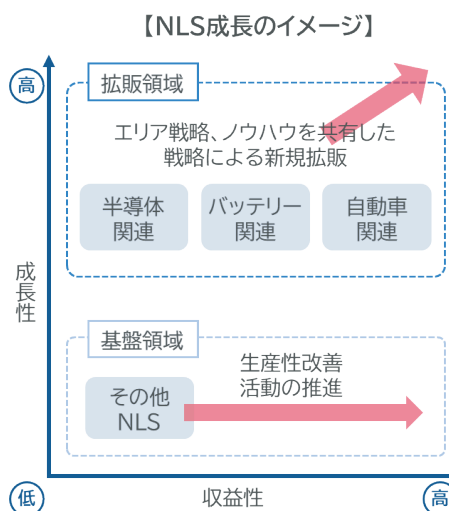 【NLS成長のイメージ】
高
拡販領域
エリア戦略、ノウハウを共有した
戦略による新規拡販
半導体
関連
バッテリー
関連
自動車
関連
成長性
基盤領域
生産性改善
活動の推進
その他
NLS
低
収益性
高